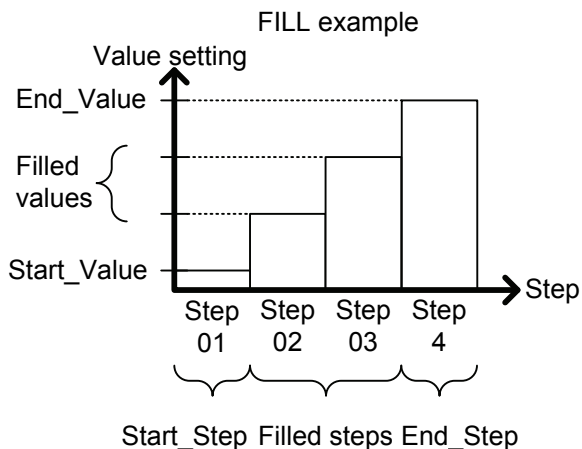 FILL example
Value setting
End_Value
Filled
values
Start_Value
Step
Step Step Step Step
01 02 03 4
Start_Step Filled steps End_Step